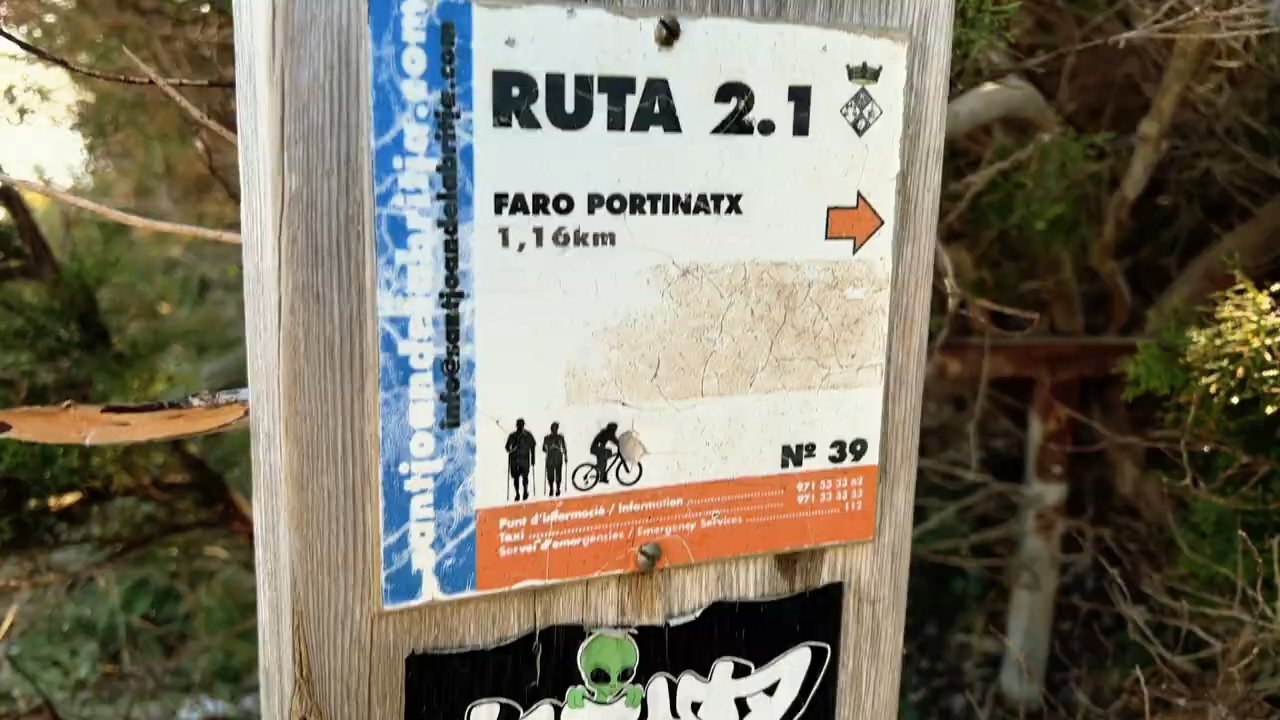 RUTA 2.1
FARO PORTINATX
1,16km
Nº 39
Punt d'informació / Information 971 33 33 63
Taxi 971 33 33 33
Servei d'emergències / Emergency Services 112
santjoandelabritja.com
info@santjoandelabritja.com